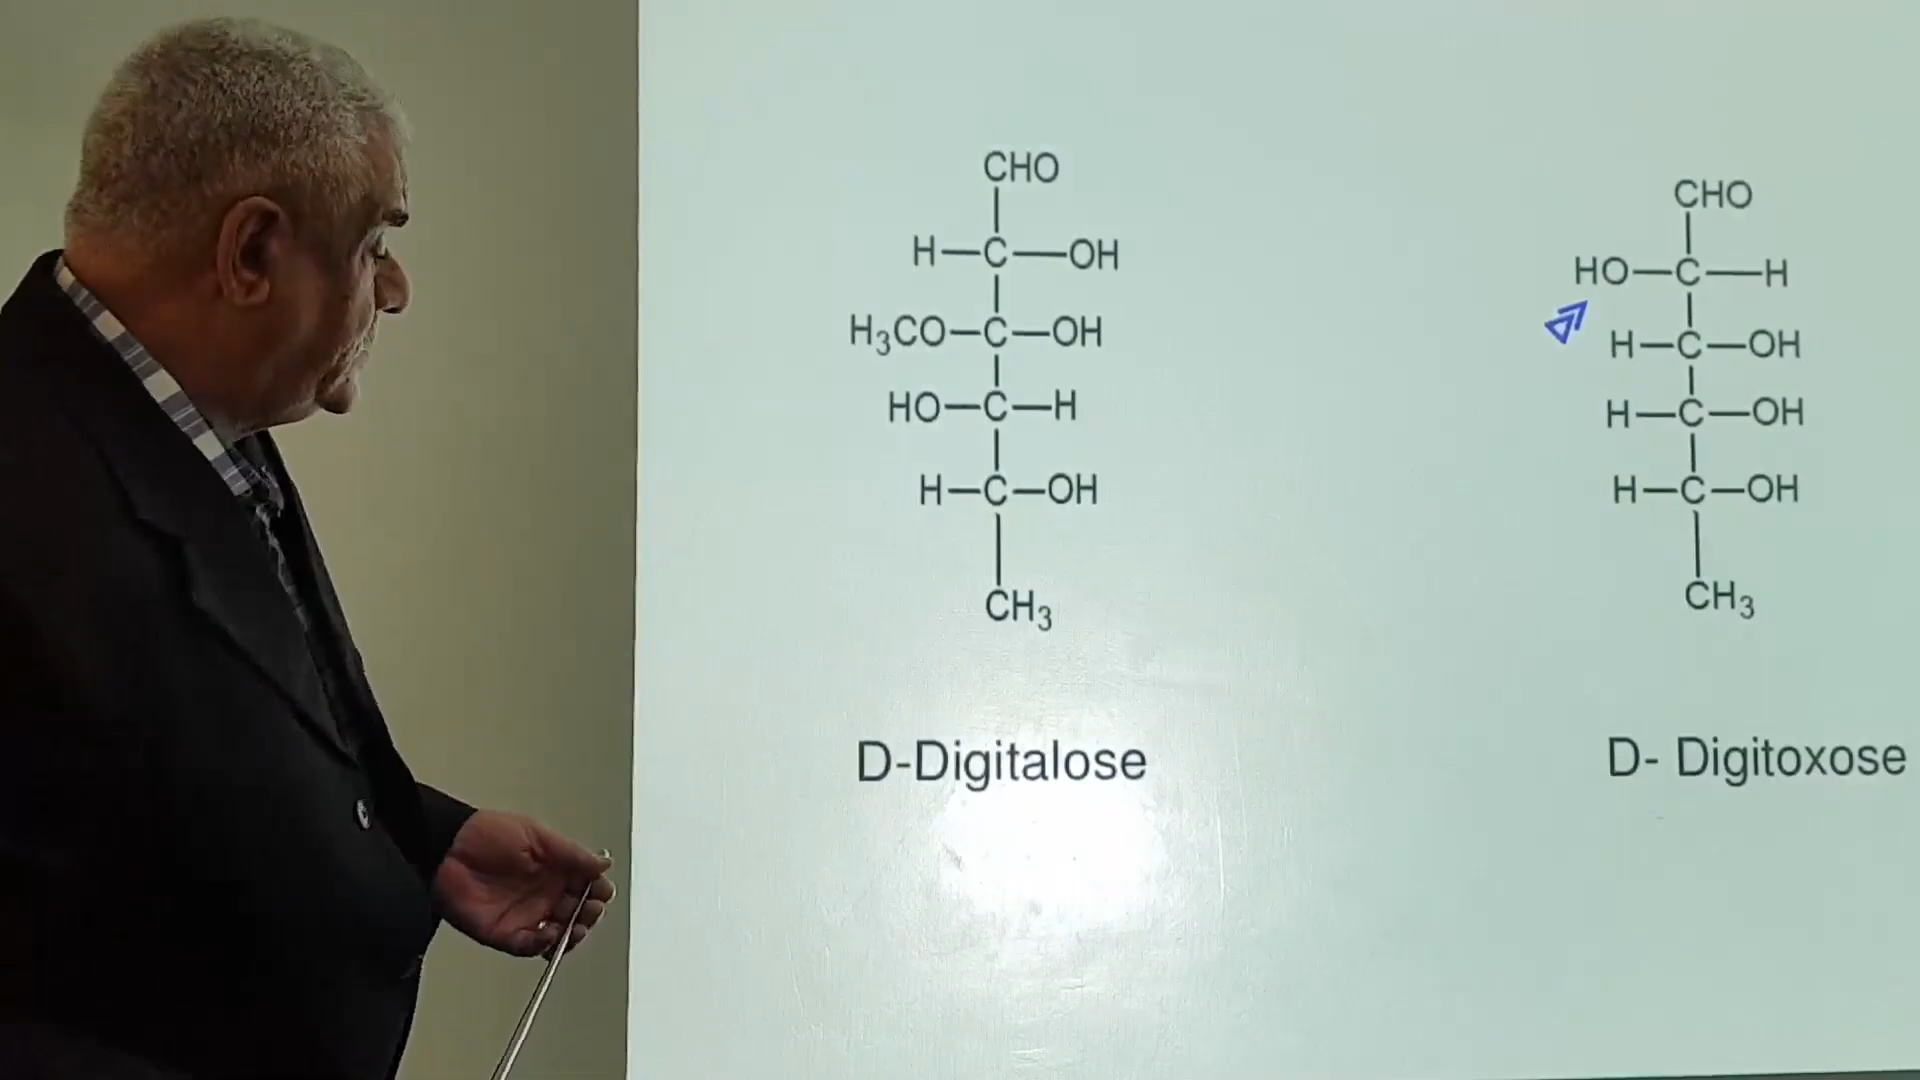 CHO
H—C—OH
H₃CO—C—OH
HO—C—H
H—C—OH
CH₃
D-Digitalose
CHO
HO—C—H
H—C—OH
H—C—OH
H—C—OH
CH₃
D- Digitoxose